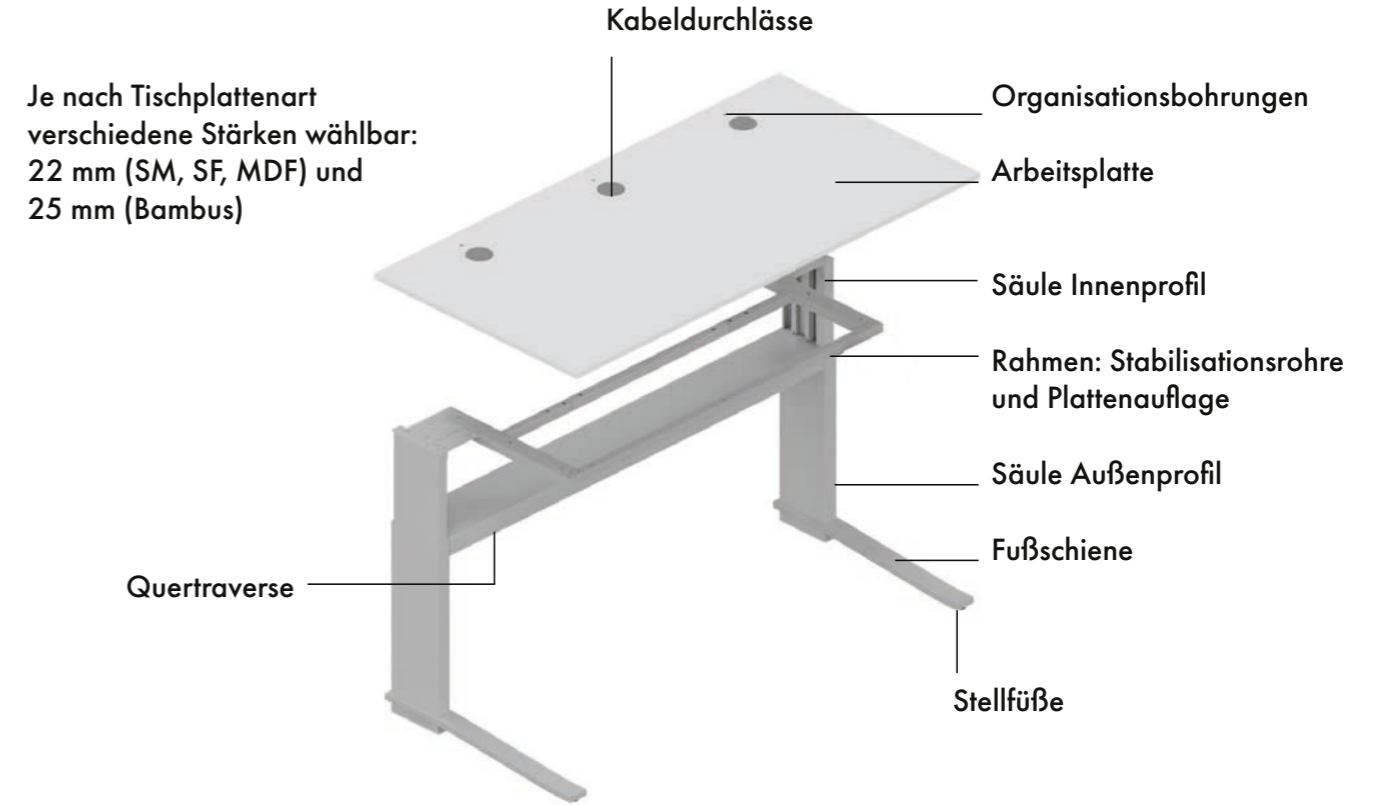 Kabeldurchlässe
Je nach Tischplattenart
verschiedene Stärken wählbar:
22 mm (SM, SF, MDF) und
25 mm (Bambus)
Organisationsbohrungen
Arbeitsplatte
Säule Innenprofil
Rahmen: Stabilisationsrohre
und Plattenauflage
Säule Außenprofil
Fußschiene
Quertraverse
Stellfüße